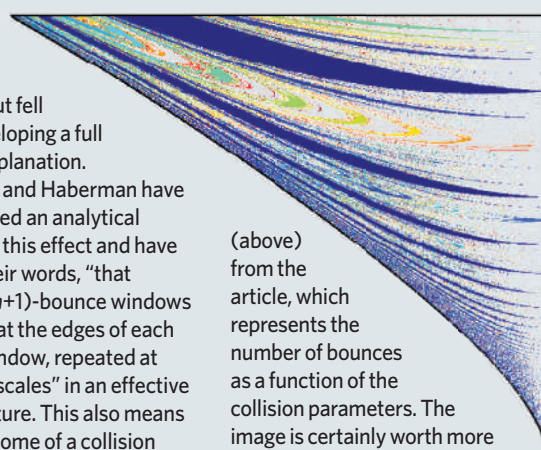 ut fell
loping a full
planation.
and Haberman have
ed an analytical
this effect and have
eir words, “that
n+1)-bounce windows
at the edges of each
ndow, repeated at
scales” in an effective
ture. This also means
ome of a collision
(above)
from the
article, which
represents the
number of bounces
as a function of the
collision parameters. The
image is certainly worth more